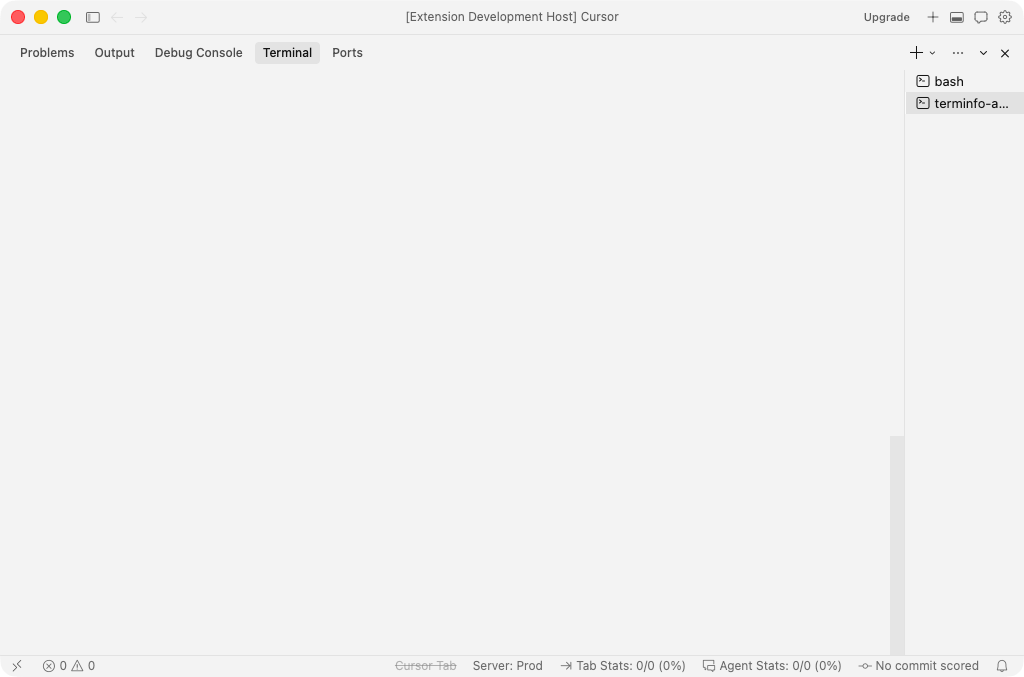 [Extension Development Host] Cursor
Upgrade
Problems Output Debug Console Terminal Ports
bash
terminfo-a...
0 0 Cursor Tab Server: Prod Tab Stats: 0/0 (0%) Agent Stats: 0/0 (0%) No commit scored